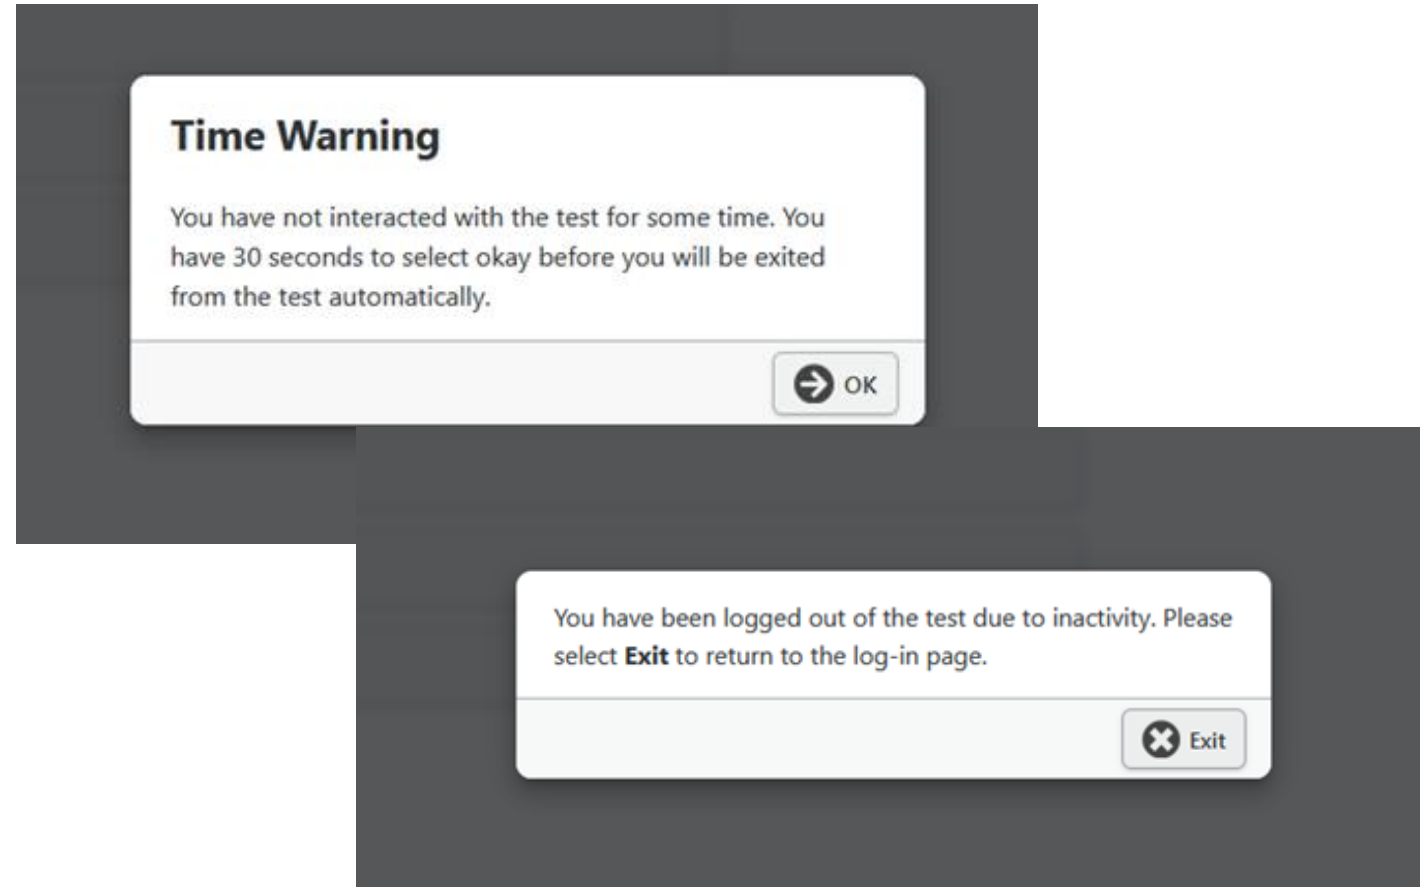 Time Warning
You have not interacted with the test for some time. You
have 30 seconds to select okay before you will be exited
from the test automatically.
OK
You have been logged out of the test due to inactivity. Please
select Exit to return to the log-in page.
Exit